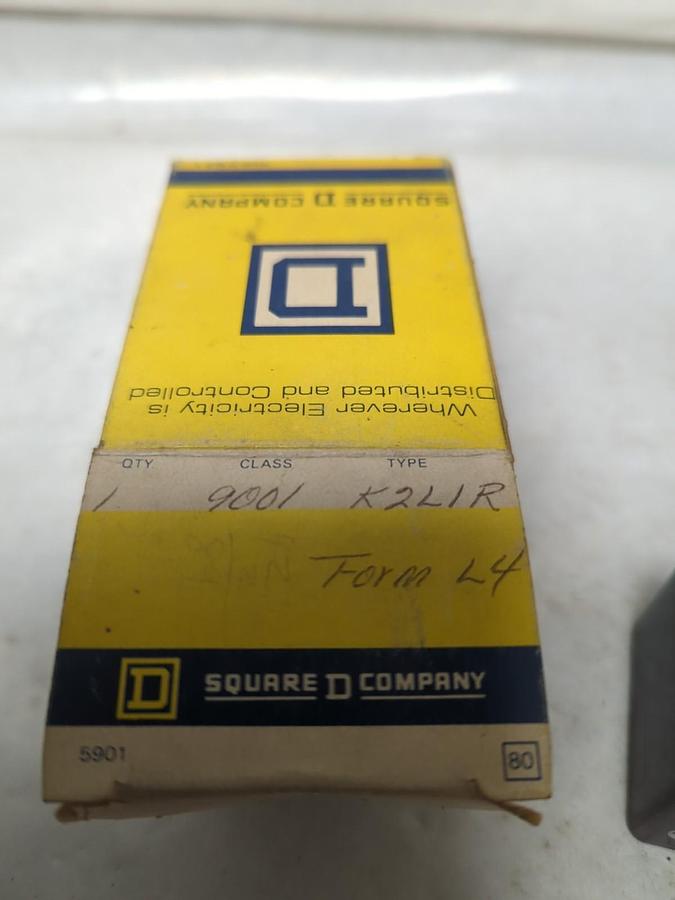 SQUARE D COMPANY
D
Wherever Electricity is
Distributed and Controlled
QTY CLASS TYPE
1 9001 K2L1R
Form L4
D SQUARE D COMPANY
5901 80